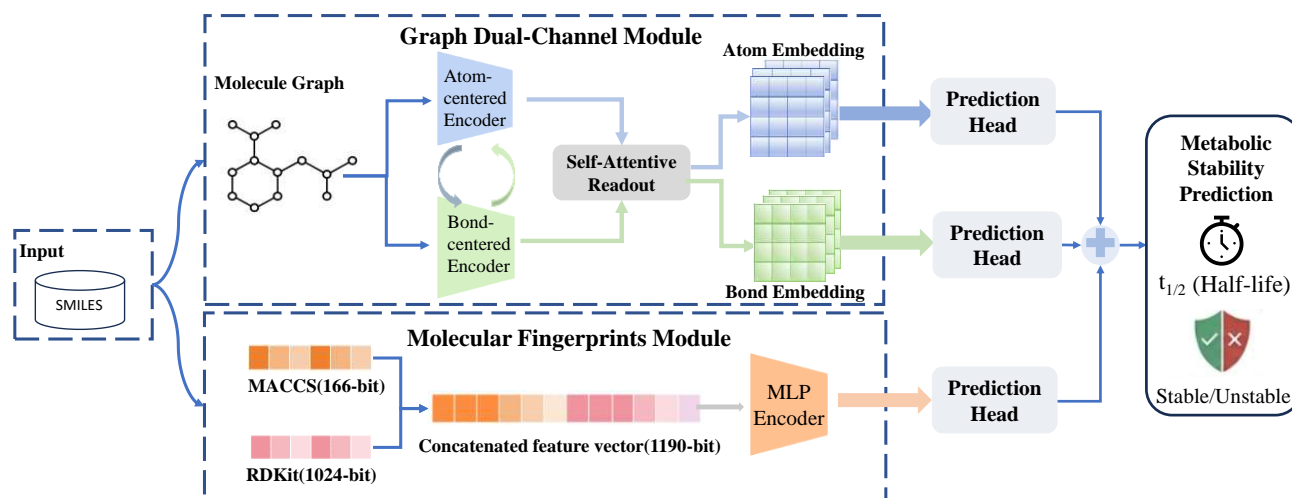 Graph Dual-Channel Module
Molecule Graph
Atom-
centered
Encoder
Bond-
centered
Encoder
Self-Attentive
Readout
Atom Embedding
Bond Embedding
Prediction
Head
Prediction
Head
Input
SMILES
Molecular Fingerprints Module
MACCS(166-bit)
RDKit(1024-bit)
Concatenated feature vector(1190-bit)
MLP
Encoder
Prediction
Head
Metabolic
Stability
Prediction
t1/2 (Half-life)
Stable/Unstable